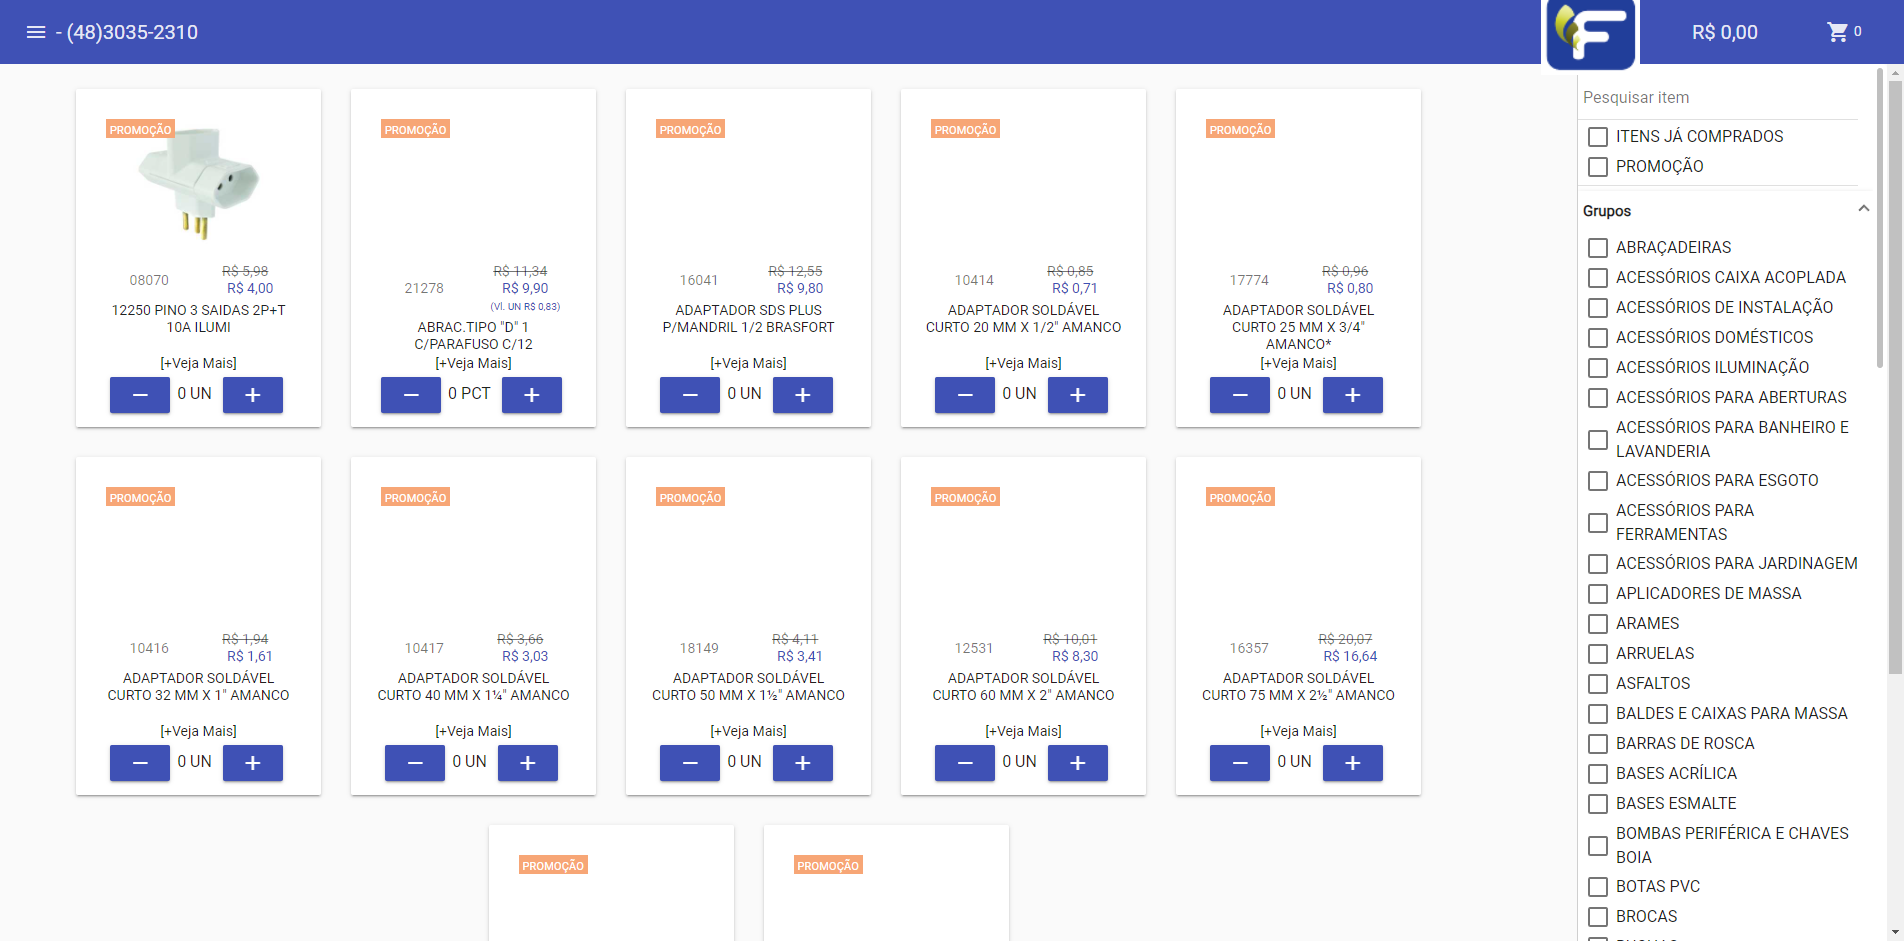 - (48)3035-2310
F
R$ 0,00
0
PROMOÇÃO
08070
R$ 5,98
R$ 4,00
12250 PINO 3 SAIDAS 2P+T
10A ILUMI
[+Veja Mais]
0 UN
PROMOÇÃO
21278
R$ 11,34
R$ 9,90
(Vl. UN R$ 0,83)
ABRAC.TIPO "D" 1
C/PARAFUSO C/12
[+Veja Mais]
0 PCT
PROMOÇÃO
16041
R$ 12,55
R$ 9,80
ADAPTADOR SDS PLUS
P/MANDRIL 1/2 BRASFORT
[+Veja Mais]
0 UN
PROMOÇÃO
10414
R$ 0,85
R$ 0,71
ADAPTADOR SOLDÁVEL
CURTO 20 MM X 1/2" AMANCO
[+Veja Mais]
0 UN
PROMOÇÃO
17774
R$ 0,96
R$ 0,80
ADAPTADOR SOLDÁVEL
CURTO 25 MM X 3/4"
AMANCO*
[+Veja Mais]
0 UN
PROMOÇÃO
10416
R$ 1,94
R$ 1,61
ADAPTADOR SOLDÁVEL
CURTO 32 MM X 1" AMANCO
[+Veja Mais]
0 UN
PROMOÇÃO
10417
R$ 3,66
R$ 3,03
ADAPTADOR SOLDÁVEL
CURTO 40 MM X 1¼" AMANCO
[+Veja Mais]
0 UN
PROMOÇÃO
18149
R$ 4,11
R$ 3,41
ADAPTADOR SOLDÁVEL
CURTO 50 MM X 1½" AMANCO
[+Veja Mais]
0 UN
PROMOÇÃO
12531
R$ 10,01
R$ 8,30
ADAPTADOR SOLDÁVEL
CURTO 60 MM X 2" AMANCO
[+Veja Mais]
0 UN
PROMOÇÃO
16357
R$ 20,07
R$ 16,64
ADAPTADOR SOLDÁVEL
CURTO 75 MM X 2½" AMANCO
[+Veja Mais]
0 UN
PROMOÇÃO
PROMOÇÃO
Pesquisar item
ITENS JÁ COMPRADOS
PROMOÇÃO
Grupos
ABRAÇADEIRAS
ACESSÓRIOS CAIXA ACOPLADA
ACESSÓRIOS DE INSTALAÇÃO
ACESSÓRIOS DOMÉSTICOS
ACESSÓRIOS ILUMINAÇÃO
ACESSÓRIOS PARA ABERTURAS
ACESSÓRIOS PARA BANHEIRO E
LAVANDERIA
ACESSÓRIOS PARA ESGOTO
ACESSÓRIOS PARA
FERRAMENTAS
ACESSÓRIOS PARA JARDINAGEM
APLICADORES DE MASSA
ARAMES
ARRUELAS
ASFALTOS
BALDES E CAIXAS PARA MASSA
BARRAS DE ROSCA
BASES ACRÍLICA
BASES ESMALTE
BOMBAS PERIFÉRICA E CHAVES
BOIA
BOTAS PVC
BROCAS